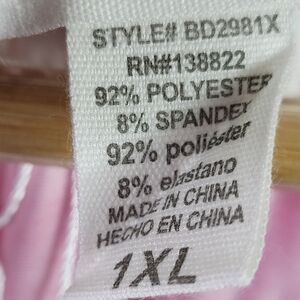 STYLE# BD2981X
RN#138822
92% POLYESTER
8% SPANDEX
92% poliéster
8% elastano
MADE IN CHINA
HECHO EN CHINA
1XL